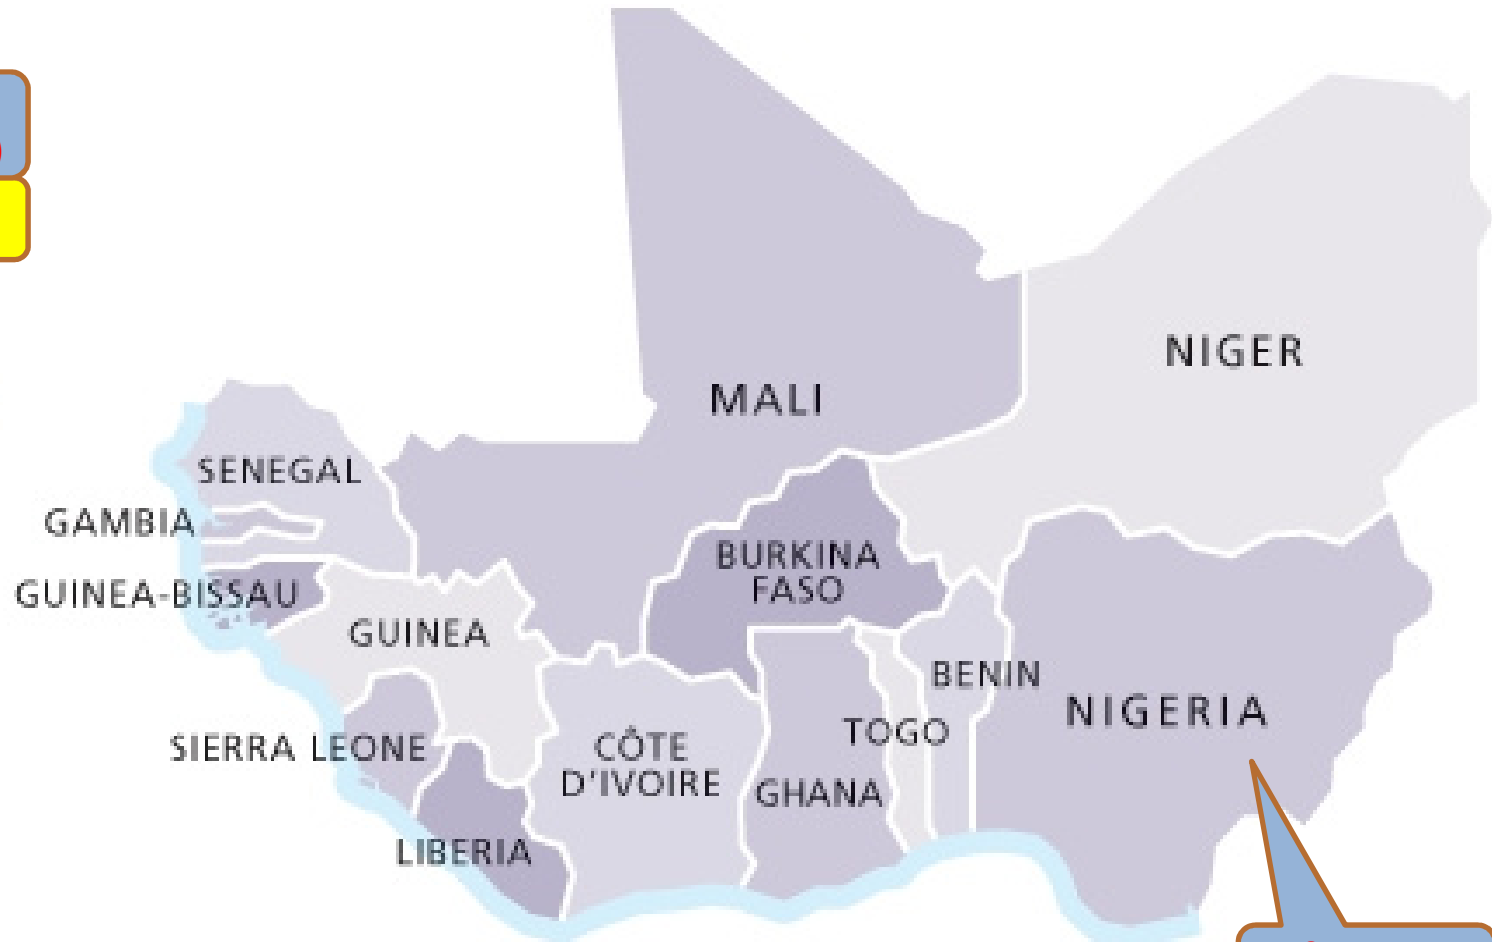 NIGER
MALI
SENEGAL
GAMBIA
BURKINA
FASO
GUINEA-BISSAU
GUINEA
BENIN
NIGERIA
TOGO
SIERRA LEONE
CÔTE
D'IVOIRE
GHANA
LIBERIA